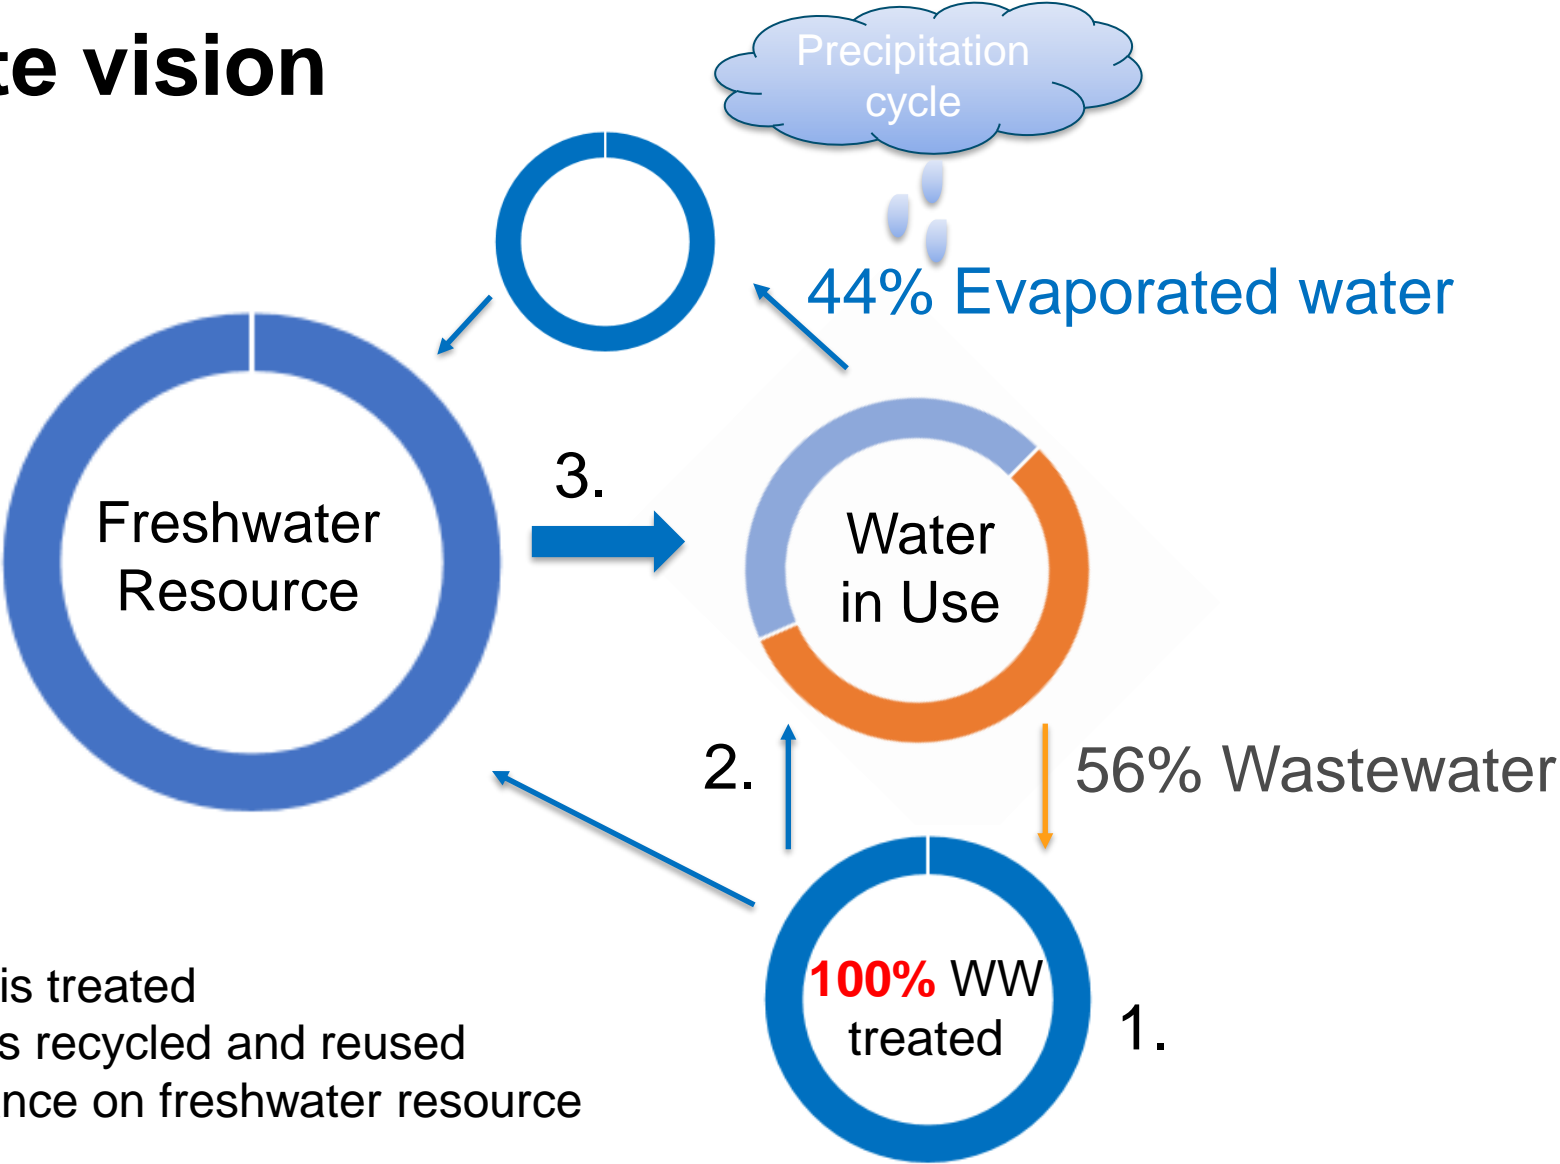 te vision
Precipitation
cycle
44% Evaporated water
3.
Freshwater
Resource
Water
in Use
2.
56% Wastewater
100% WW
treated
1.
is treated
s recycled and reused
nce on freshwater resource